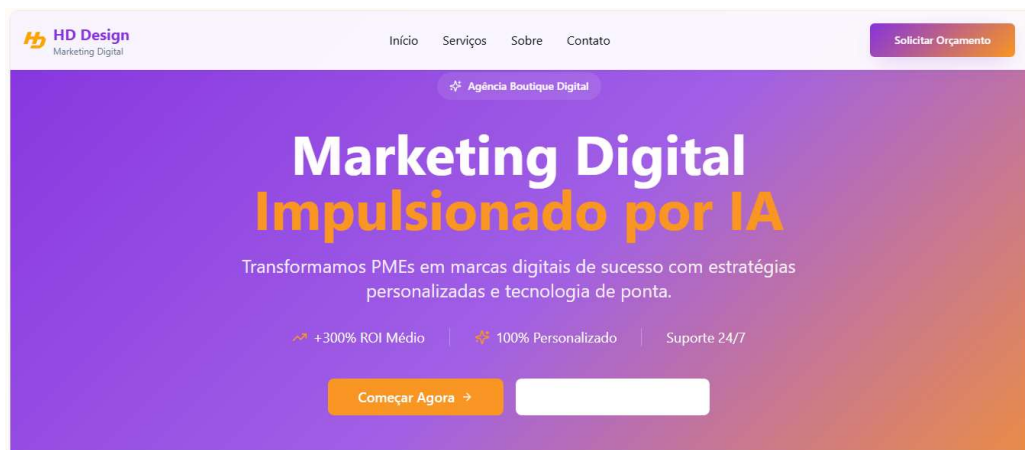 HD Design
Marketing Digital
Início Serviços Sobre Contato
Solicitar Orçamento
Agência Boutique Digital
Marketing Digital
Impulsionado por IA
Transformamos PMEs em marcas digitais de sucesso com estratégias
personalizadas e tecnologia de ponta.
+300% ROI Médio
100% Personalizado
Suporte 24/7
Começar Agora →